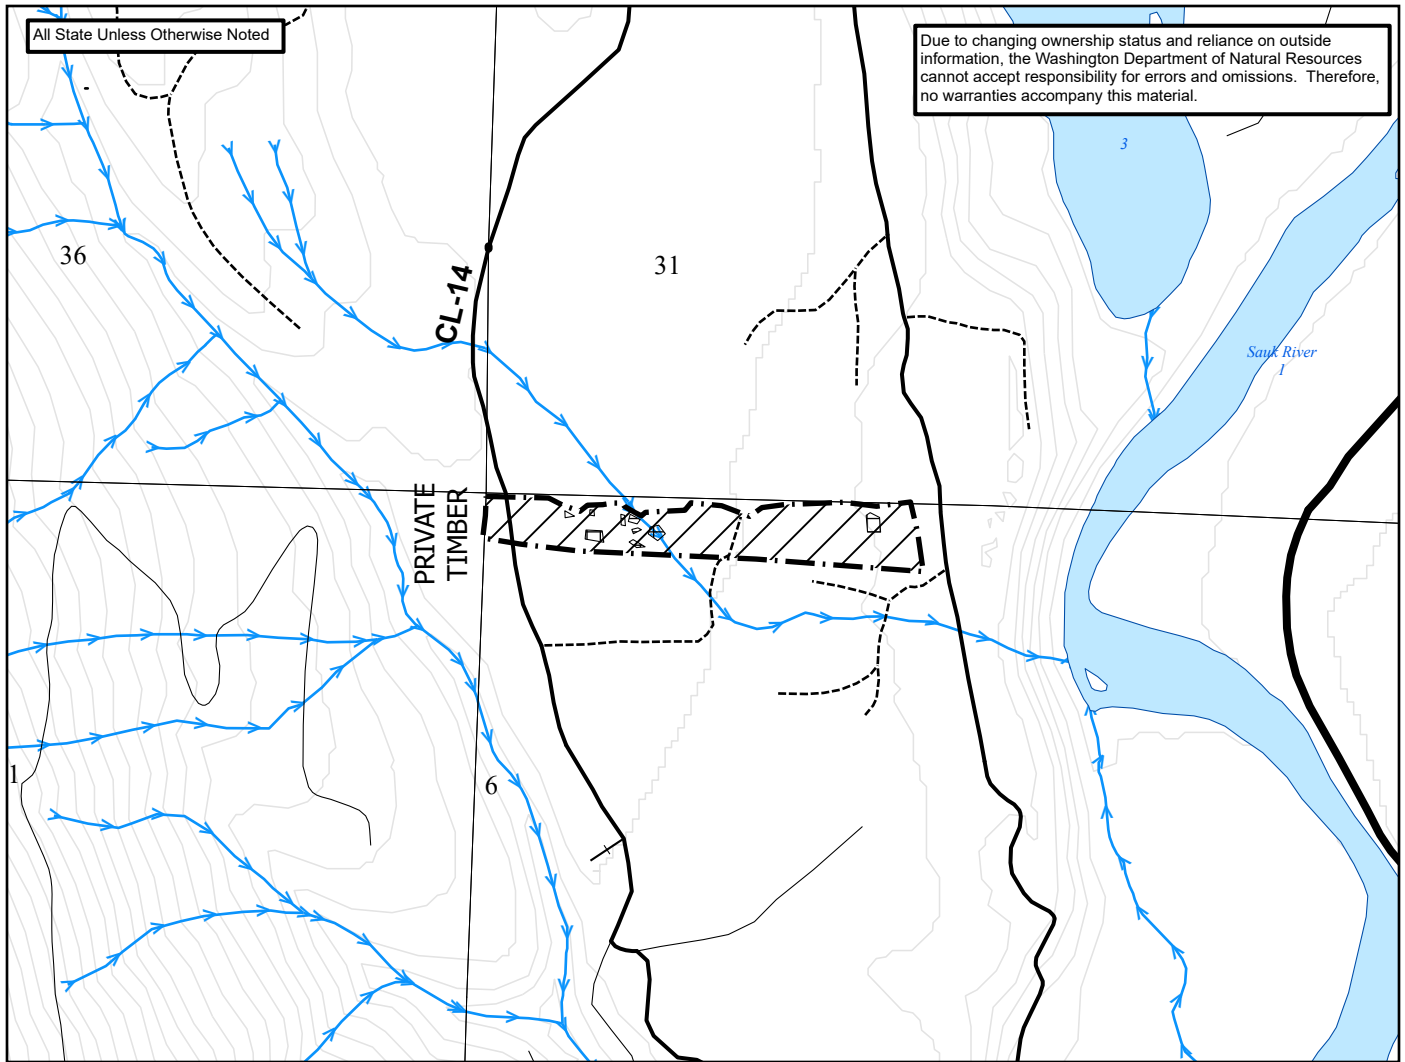 All State Unless Otherwise Noted
Due to changing ownership status and reliance on outside
information, the Washington Department of Natural Resources
cannot accept responsibility for errors and omissions. Therefore,
no warranties accompany this material.
3
36
31
CL-14
Sauk River
1
PRIVATE
TIMBER
1
6